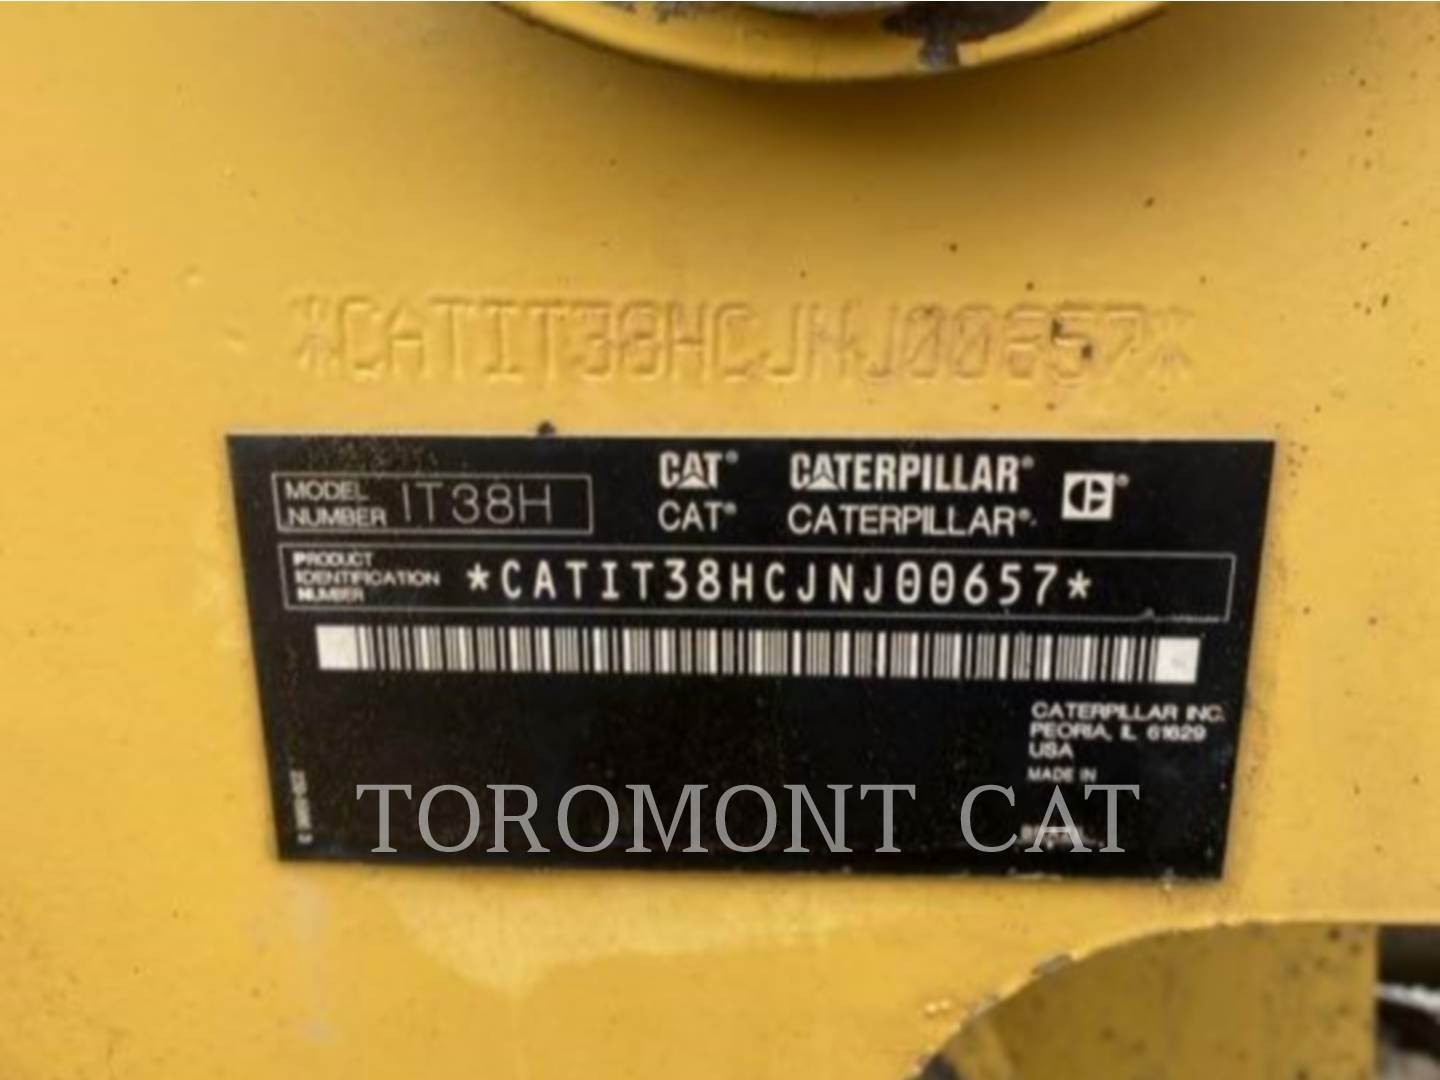 *CATIT38HCJNJ00657*
MODEL NUMBER IT38H
CAT® CATERPILLAR®
CAT® CATERPILLAR®
PRODUCT IDENTIFICATION NUMBER *CATIT38HCJNJ00657*
CATERPILLAR INC.
PEORIA, IL 61629
USA
MADE IN
TOROMONT CAT